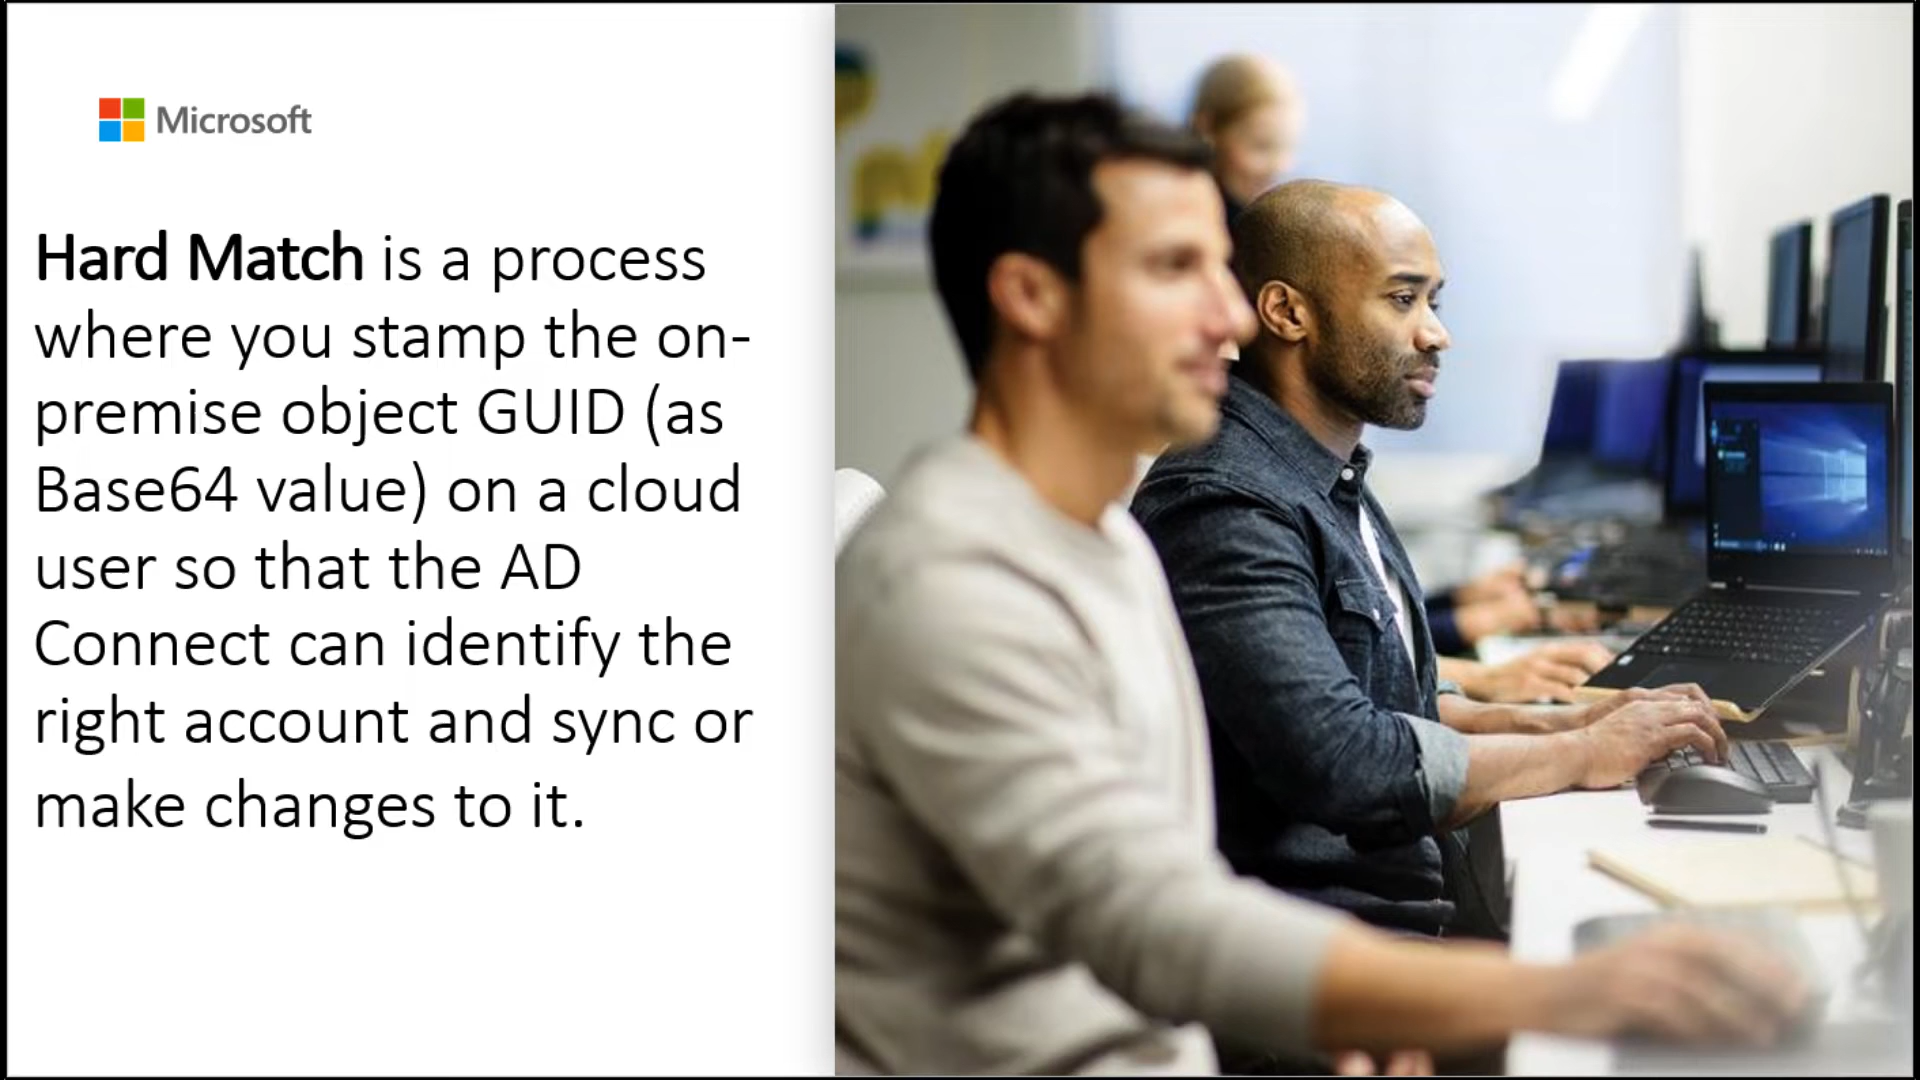 Microsoft
Hard Match is a process
where you stamp the on-
premise object GUID (as
Base64 value) on a cloud
user so that the AD
Connect can identify the
right account and sync or
make changes to it.